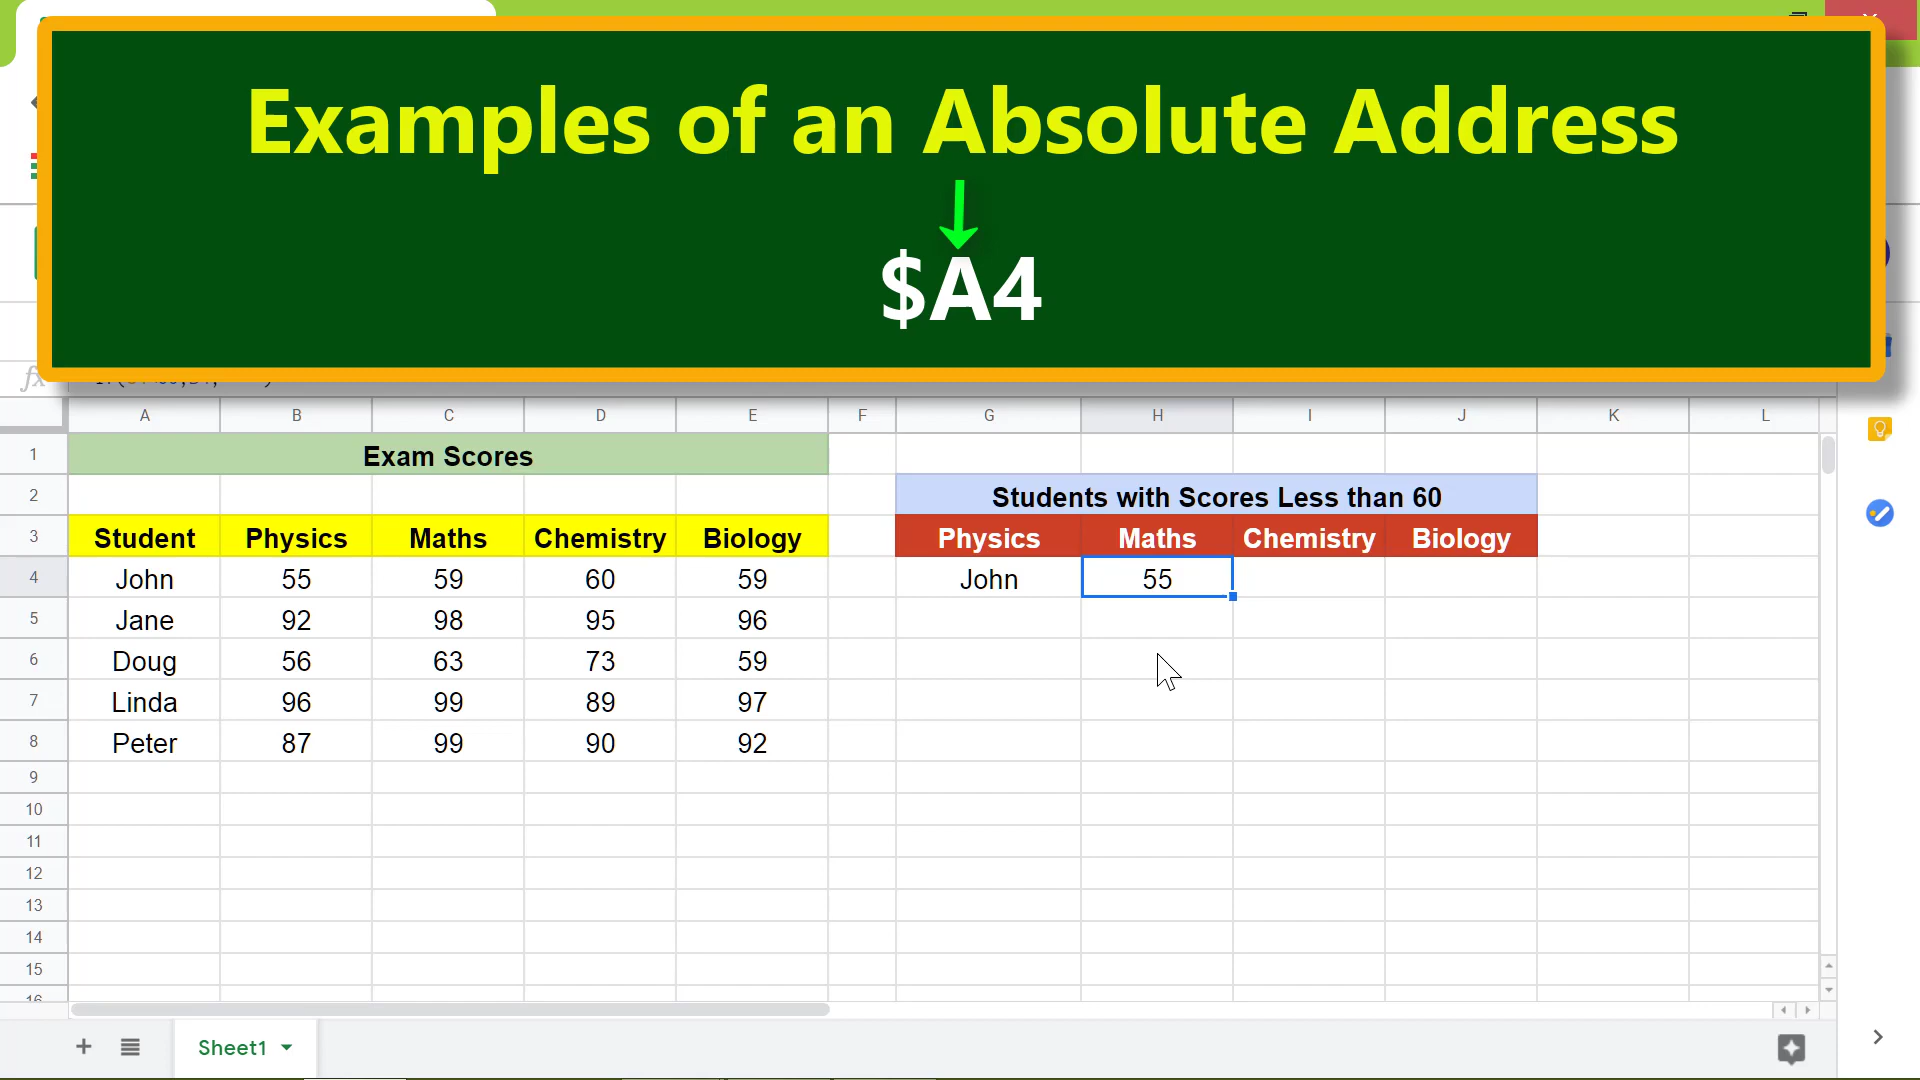 Examples of an Absolute Address
$A4
fx
A B C D E F G H I J K L
1 Exam Scores
2 Students with Scores Less than 60
3 Student Physics Maths Chemistry Biology Physics Maths Chemistry Biology
4 John 55 59 60 59 John 55
5 Jane 92 98 95 96
6 Doug 56 63 73 59
7 Linda 96 99 89 97
8 Peter 87 99 90 92
9
10
11
12
13
14
15
16
Sheet1